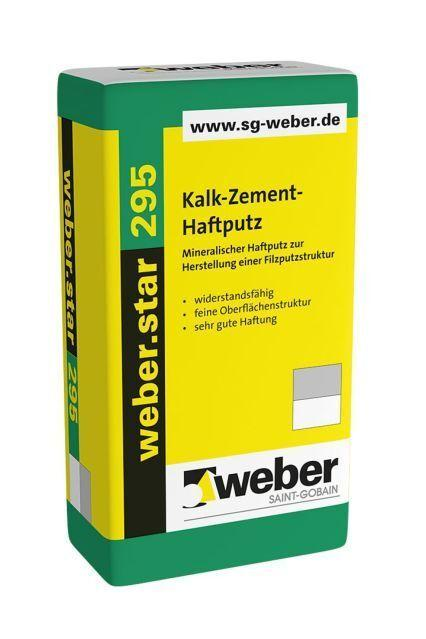 weber
www.sg-weber.de
weber.star 295
Kalk-Zement-
Haftputz
Mineralischer Haftputz zur
Herstellung einer Filzputzstruktur
• widerstandsfähig
• feine Oberflächenstruktur
• sehr gute Haftung
weber
SAINT-GOBAIN
weber.star 295